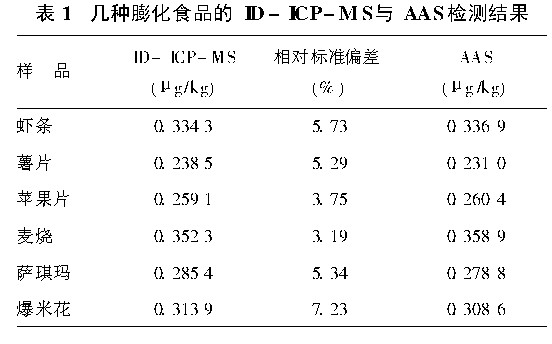 表 1 几种膨化食品的 ID-ICP-MS与 AAS检测结果
样 品 ID-ICP-MS (μg/kg) 相对标准偏差 (%) AAS (μg/kg)
虾条 0.334 3 5.73 0.336 9
薯片 0.238 5 5.29 0.231 0
苹果片 0.259 1 3.75 0.260 4
麦烧 0.352 3 3.19 0.358 9
萨琪玛 0.285 4 5.34 0.278 8
爆米花 0.313 9 7.23 0.308 6